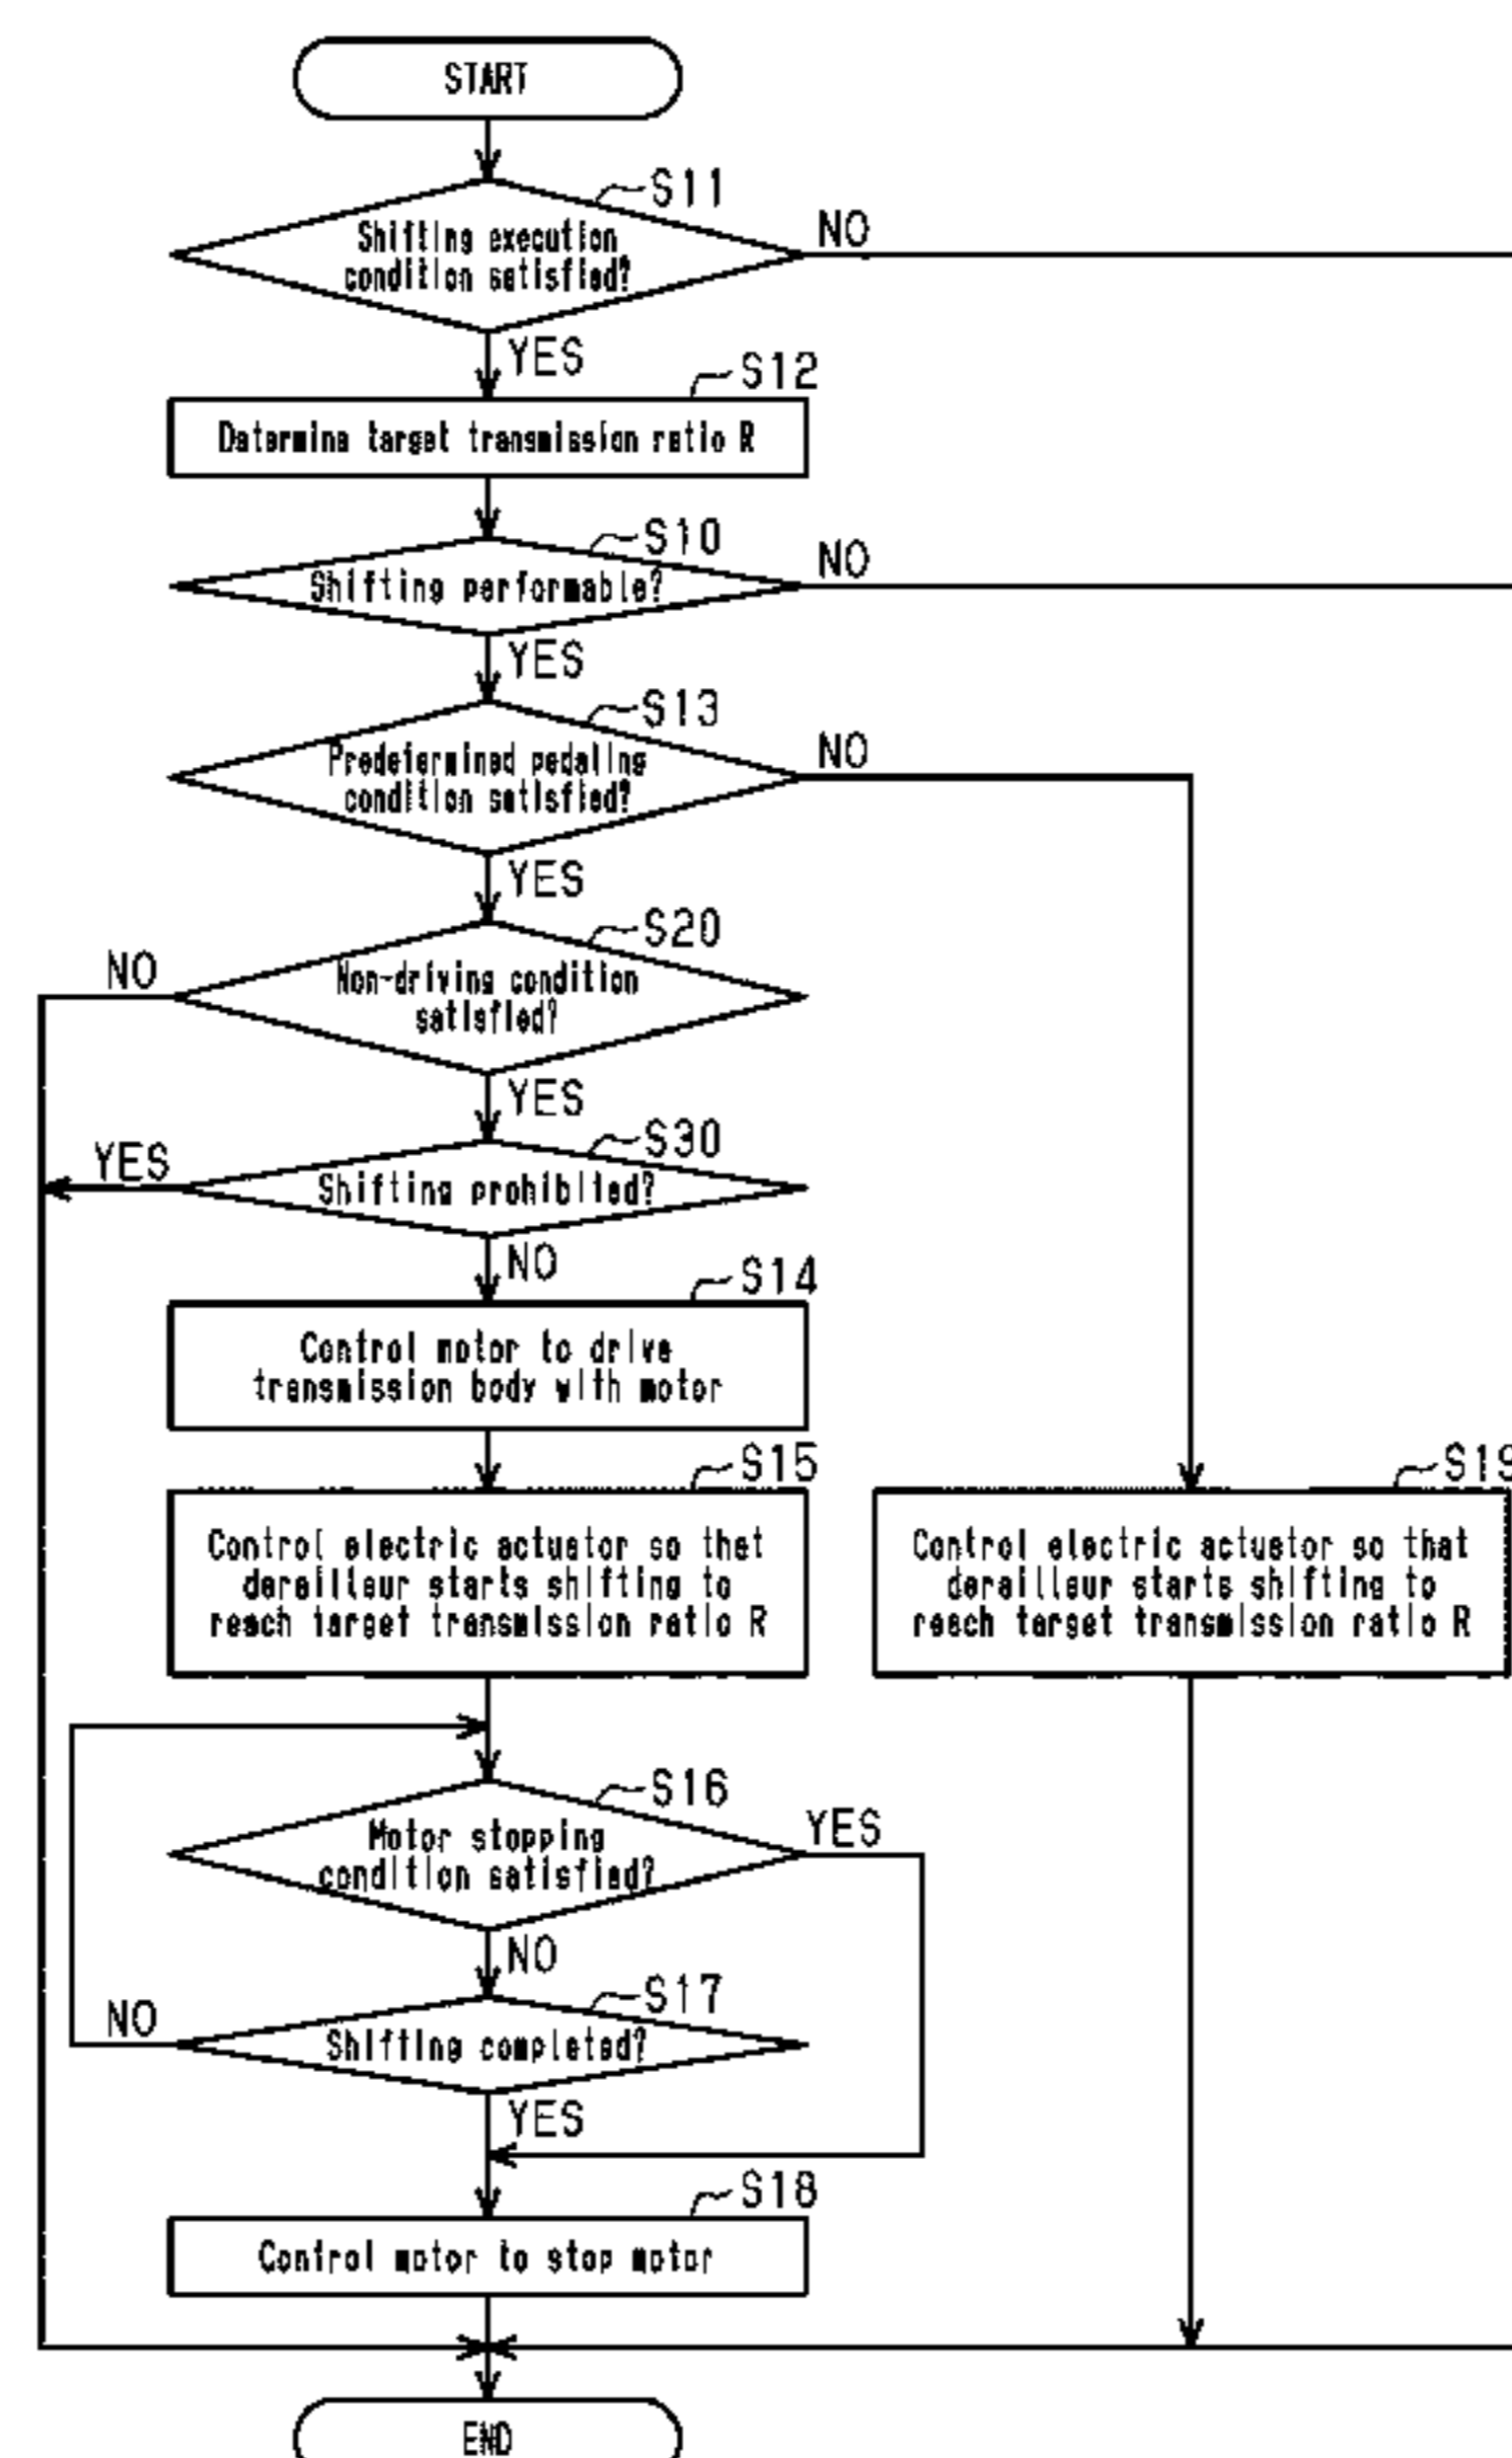 START
S11
Shifting execution
condition satisfied?
NO
YES
S12
Determine target transmission ratio R
S10
Shifting performable?
NO
YES
S13
Predetermined pedaling
condition satisfied?
NO
YES
S20
NO
Non-driving condition
satisfied?
YES
S30
YES
Shifting prohibited?
NO
S14
Control motor to drive
transmission body with motor
S15
Control electric actuator so that
derailleur starts shifting to
reach target transmission ratio R
S19
Control electric actuator so that
derailleur starts shifting to
reach target transmission ratio R
S16
Motor stopping
condition satisfied?
YES
NO
S17
NO
Shifting completed?
YES
S18
Control motor to stop motor
END